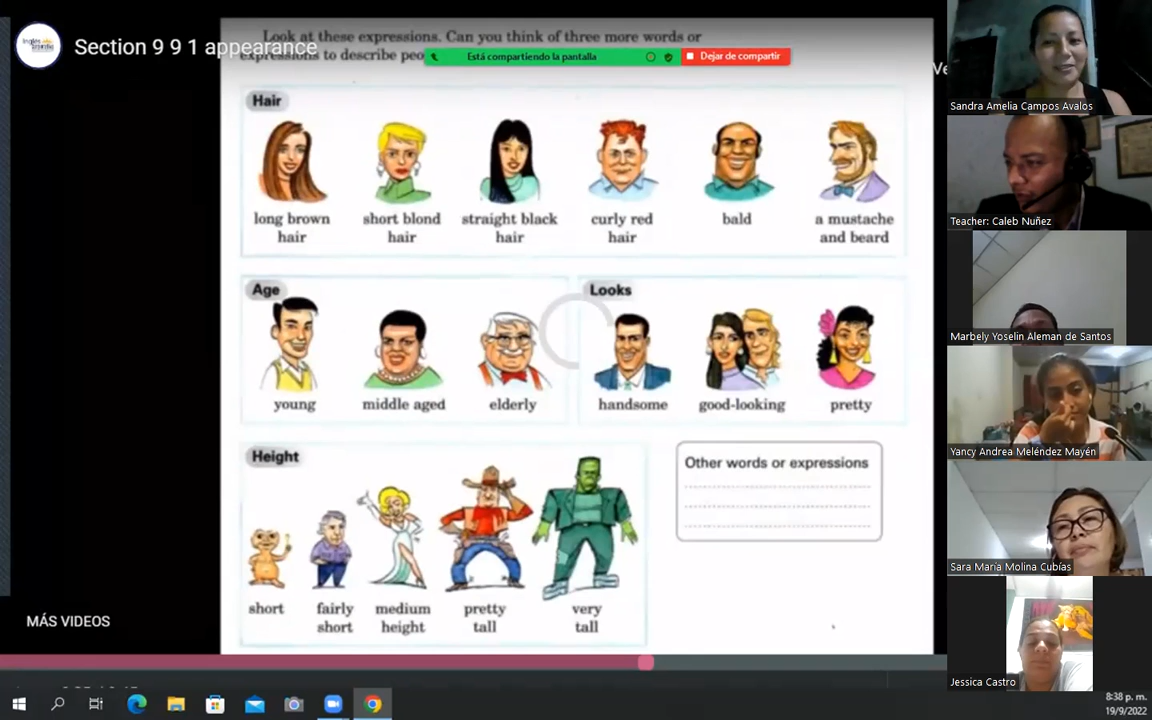 Section 9 9 1 appearance
Look at these expressions. Can you think of three more words or
expressions to describe peo
Está compartiendo la pantalla
Dejar de compartir
Hair
long brown hair
short blond hair
straight black hair
curly red hair
bald
a mustache and beard
Age
young
middle aged
elderly
Looks
handsome
good-looking
pretty
Height
short
fairly short
medium height
pretty tall
very tall
Other words or expressions
MÁS VIDEOS
Sandra Amelia Campos Avalos
Teacher: Caleb Nuñez
Marbely Yoselin Aleman de Santos
Yancy Andrea Meléndez Mayén
Sara María Molina Cubías
Jessica Castro
8:38 p. m.
19/9/2022